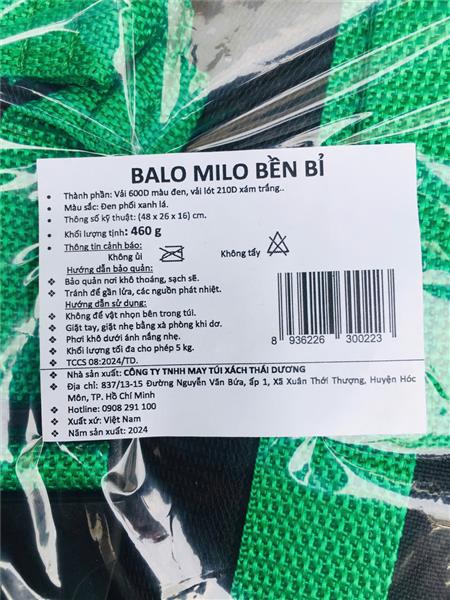 BALO MILO BỀN BỈ
• Thành phần: Vải 600D màu đen, vải lót 210D xám trắng..
• Màu sắc: Đen phối xanh lá.
• Thông số kỹ thuật: (48 x 26 x 16) cm.
• Khối lượng tịnh: 460 g
• Thông tin cảnh báo:
Không ủi Không tẩy
Hướng dẫn bảo quản:
❖ Bảo quản nơi khô thoáng, sạch sẽ.
❖ Tránh để gần lửa, các nguồn phát nhiệt.
Hướng dẫn sử dụng:
❖ Không để vật nhọn bên trong túi.
❖ Giặt tay, giặt nhẹ bằng xà phòng khi dơ.
❖ Phơi khô dưới ánh nắng nhẹ.
❖ Khối lượng tối đa cho phép 5 kg.
❖ TCCS 08:2024/TD.
8 936226 300223
❖ Nhà sản xuất: CÔNG TY TNHH MAY TÚI XÁCH THÁI DƯƠNG
❖ Địa chỉ: 837/13-15 Đường Nguyễn Văn Bứa, ấp 1, Xã Xuân Thới Thượng, Huyện Hóc
Môn, TP. Hồ Chí Minh
❖ Hotline: 0908 291 100
❖ Xuất xứ: Việt Nam
❖ Năm sản xuất: 2024